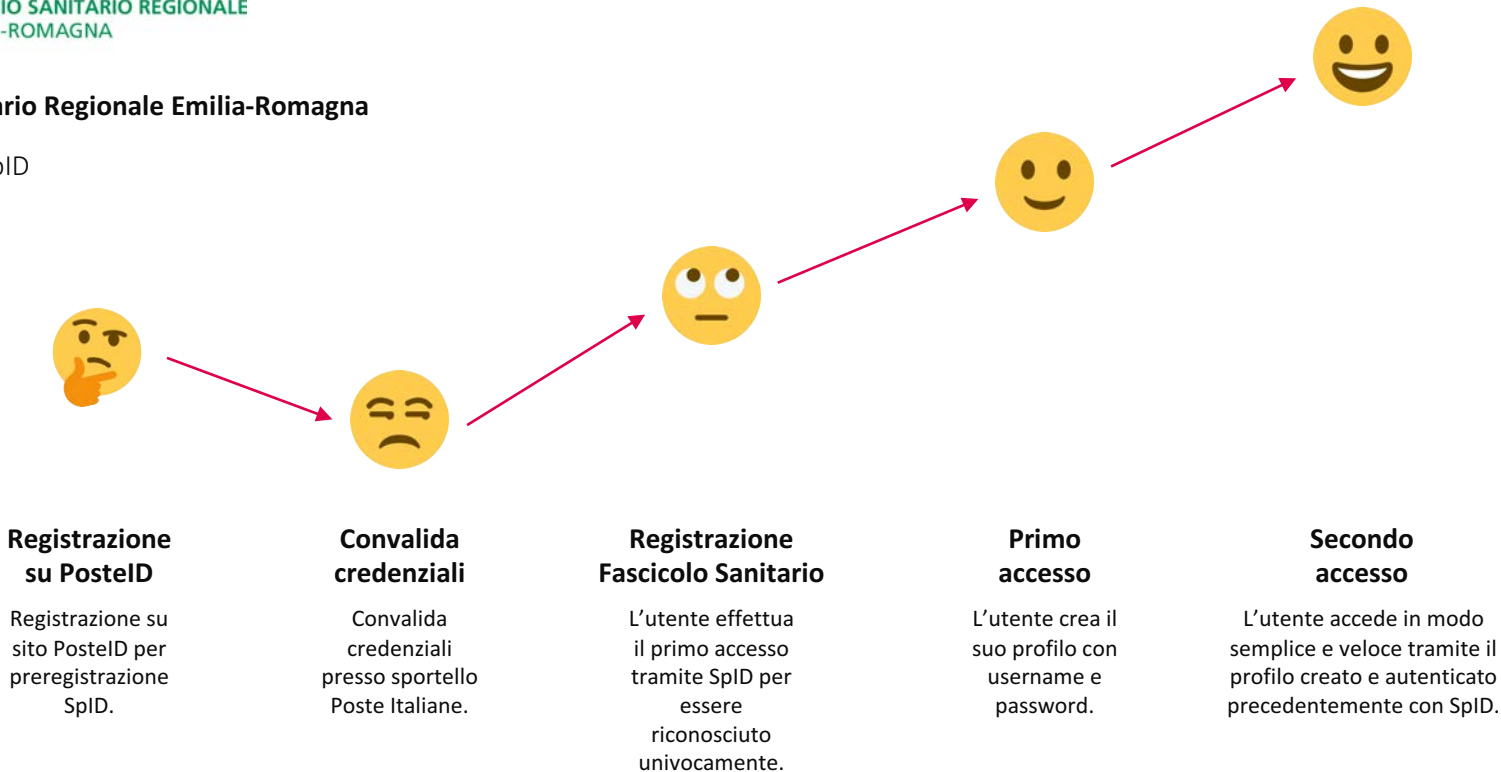 SANITARIO REGIONALE
-ROMAGNA
Regionale Emilia-Romagna
Registrazione
su PosteID
Registrazione su
sito PosteID per
preregistrazione
SpID.
Convalida
credenziali
Convalida
credenziali
presso sportello
Poste Italiane.
Registrazione
Fascicolo Sanitario
L’utente effettua
il primo accesso
tramite SpID per
essere
riconosciuto
univocamente.
Primo
accesso
L’utente crea il
suo profilo con
username e
password.
Secondo
accesso
L’utente accede in modo
semplice e veloce tramite il
profilo creato e autenticato
precedentemente con SpID.